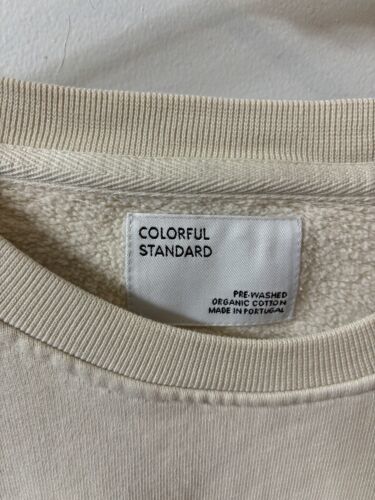 COLORFUL
STANDARD
PRE-WASHED
ORGANIC COTTON
MADE IN PORTUGAL